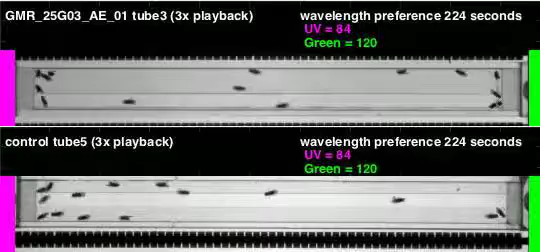 GMR_25G03_AE_01 tube3 (3x playback) wavelength preference 224 seconds
UV = 84
Green = 120
control tube5 (3x playback) wavelength preference 224 seconds
UV = 84
Green = 120